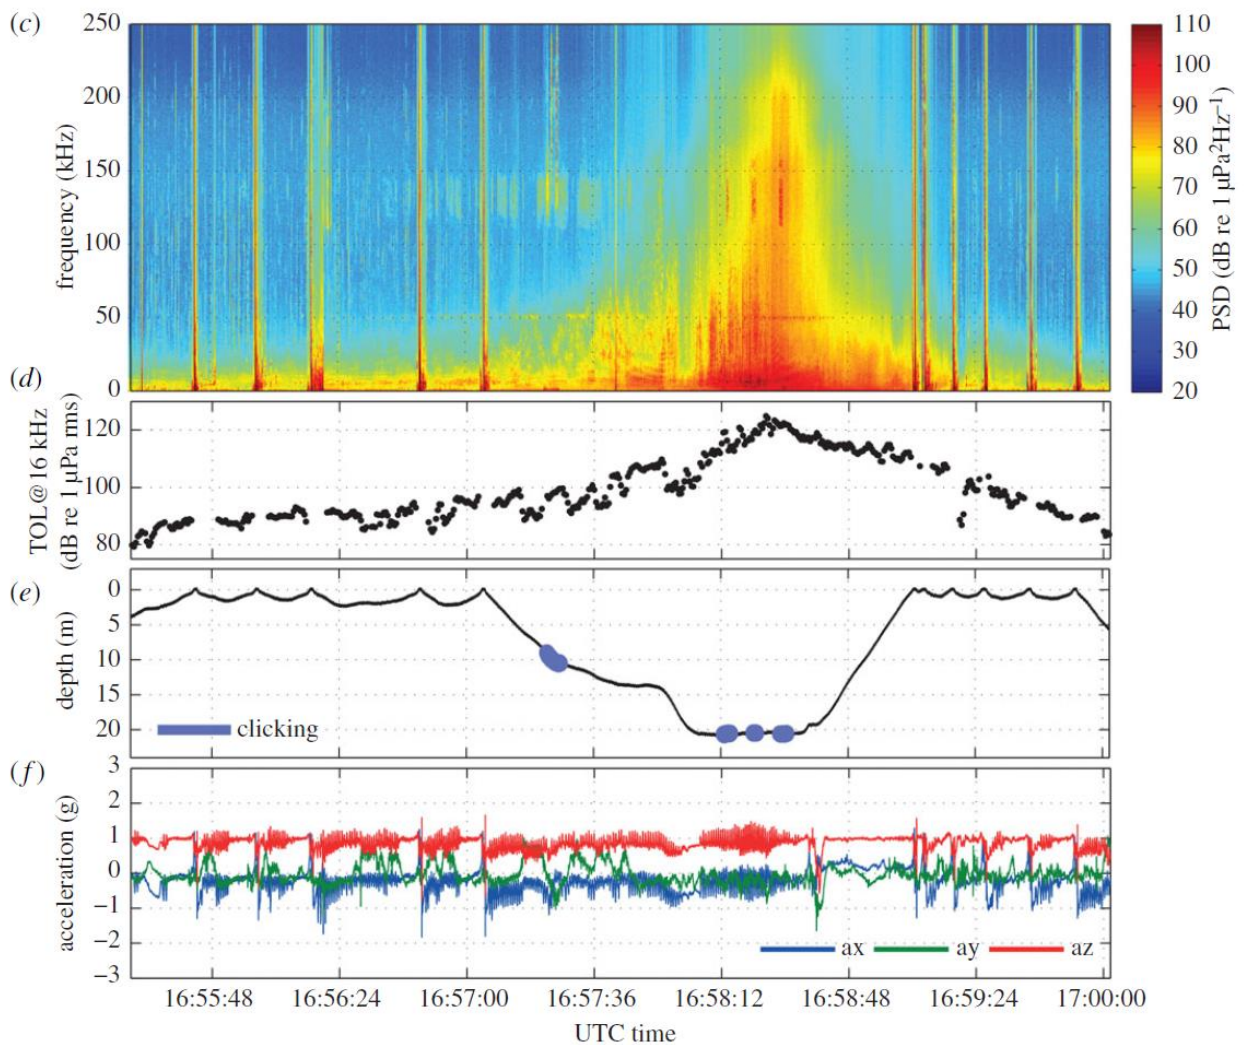 (c)
250
200
150
100
50
0
frequency (kHz)
110
100
90
80
70
60
50
40
30
20
PSD (dB re 1 µPa²Hz⁻¹)
(d)
120
100
80
TOL@16 kHz
(dB re 1 µPa rms)
(e)
0
5
10
15
20
depth (m)
clicking
(f)
3
2
1
0
−1
−2
−3
acceleration (g)
ax ay az
16:55:48 16:56:24 16:57:00 16:57:36 16:58:12 16:58:48 16:59:24 17:00:00
UTC time